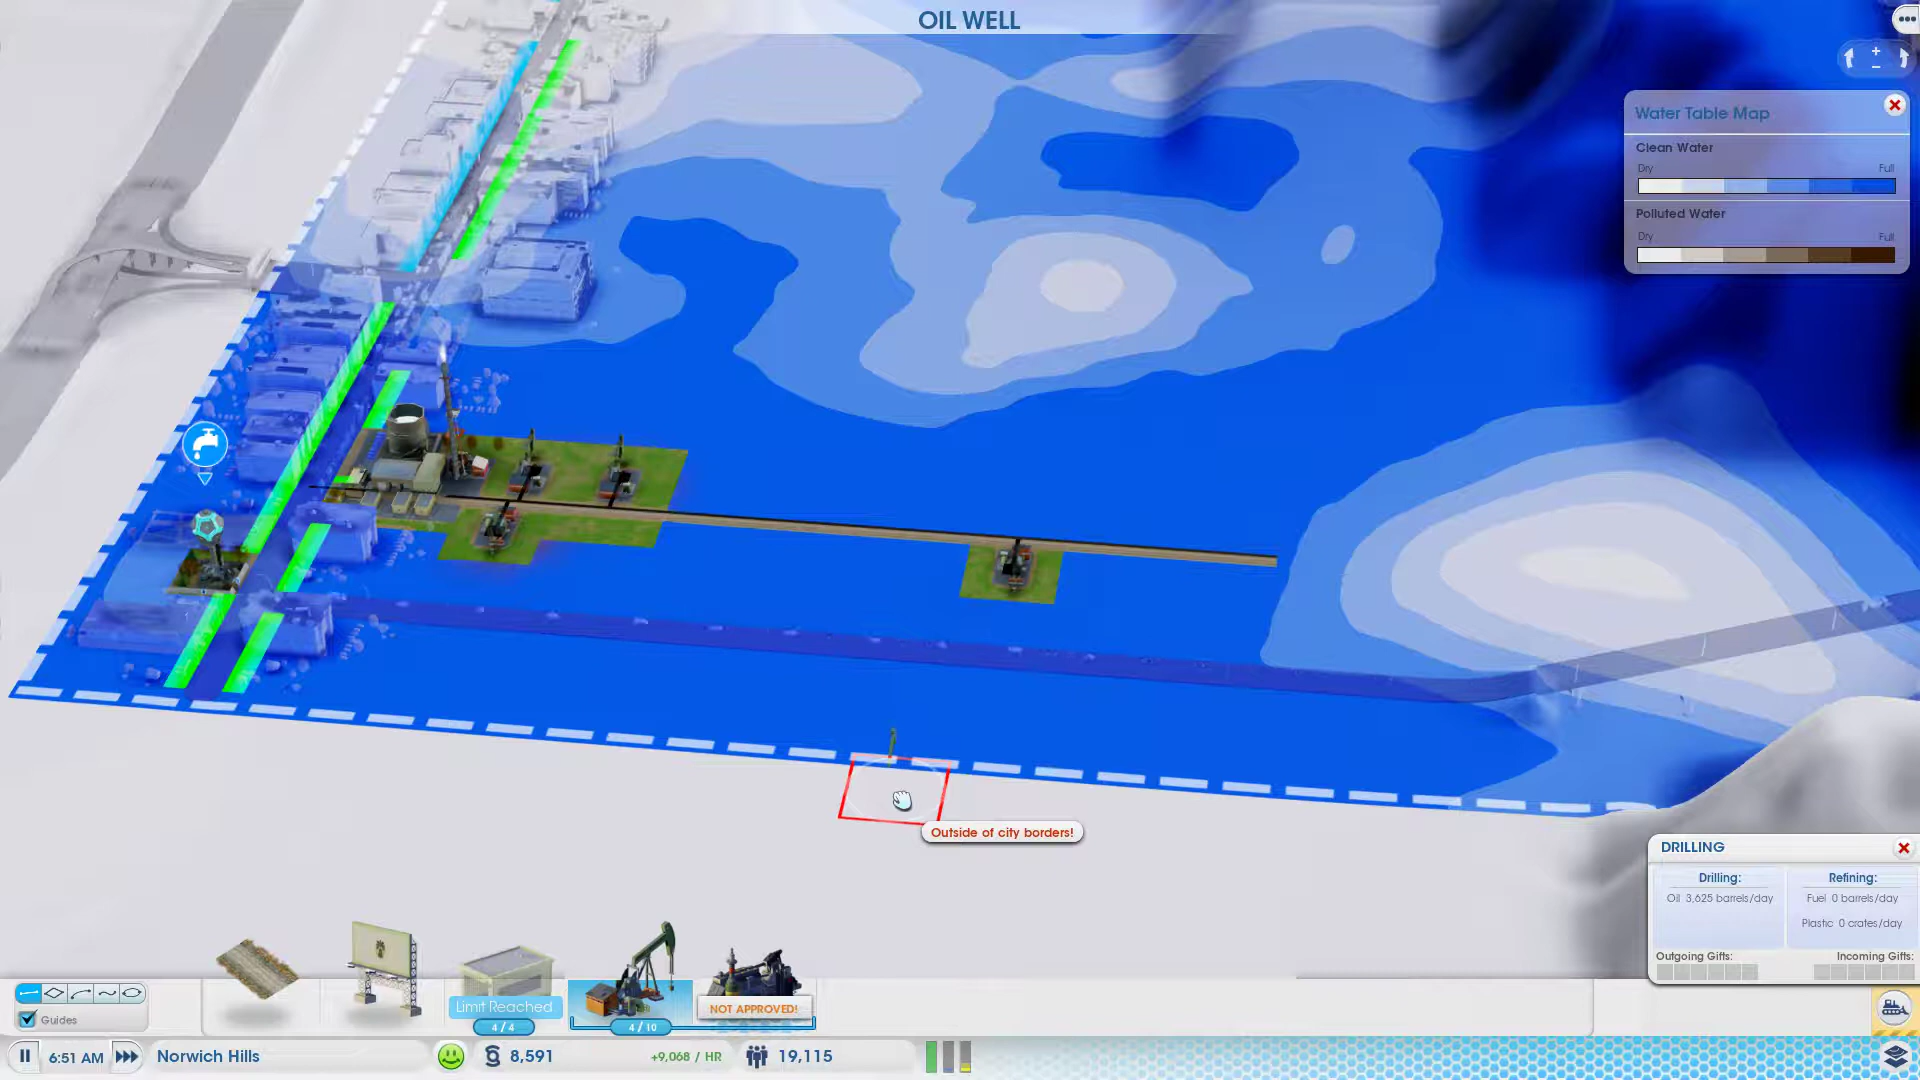 OIL WELL
Water Table Map
Clean Water
Dry Full
Polluted Water
Dry Full
Outside of city borders!
DRILLING
Drilling: Refining:
Oil 3,625 barrels/day Fuel 0 barrels/day
Plastic 0 crates/day
Outgoing Gifts: Incoming Gifts:
Limit Reached
NOT APPROVED!
4 / 4 4 / 10
Guides
6:51 AM Norwich Hills 8,591 +9,068 / HR 19,115